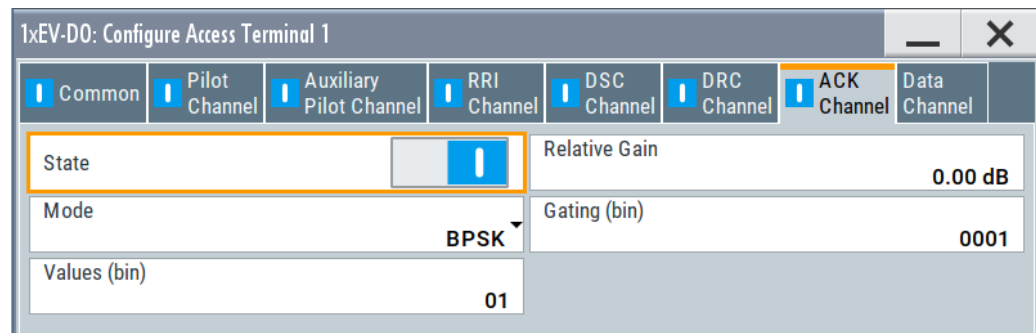 1xEV-DO: Configure Access Terminal 1
Common
Pilot
Channel
Auxiliary
Pilot Channel
RRI
Channel
DSC
Channel
DRC
Channel
ACK
Channel
Data
Channel
State
Relative Gain
0.00 dB
Mode
BPSK
Gating (bin)
0001
Values (bin)
01